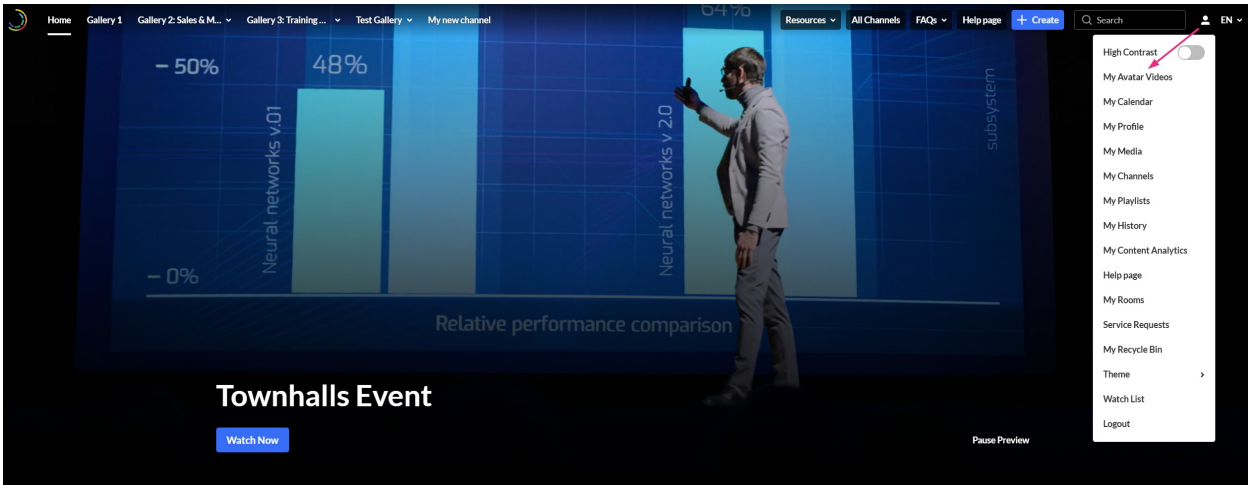 Home Gallery 1 Gallery 2: Sales & M... Gallery 3: Training ... Test Gallery My new channel Resources All Channels FAQs Help page + Create Search EN
64%
- 50%
48%
Neural networks v.01
Neural networks v 2.0
subsystem
- 0%
Relative performance comparison
Townhalls Event
Watch Now
Pause Preview
High Contrast
My Avatar Videos
My Calendar
My Profile
My Media
My Channels
My Playlists
My History
My Content Analytics
Help page
My Rooms
Service Requests
My Recycle Bin
Theme
Watch List
Logout